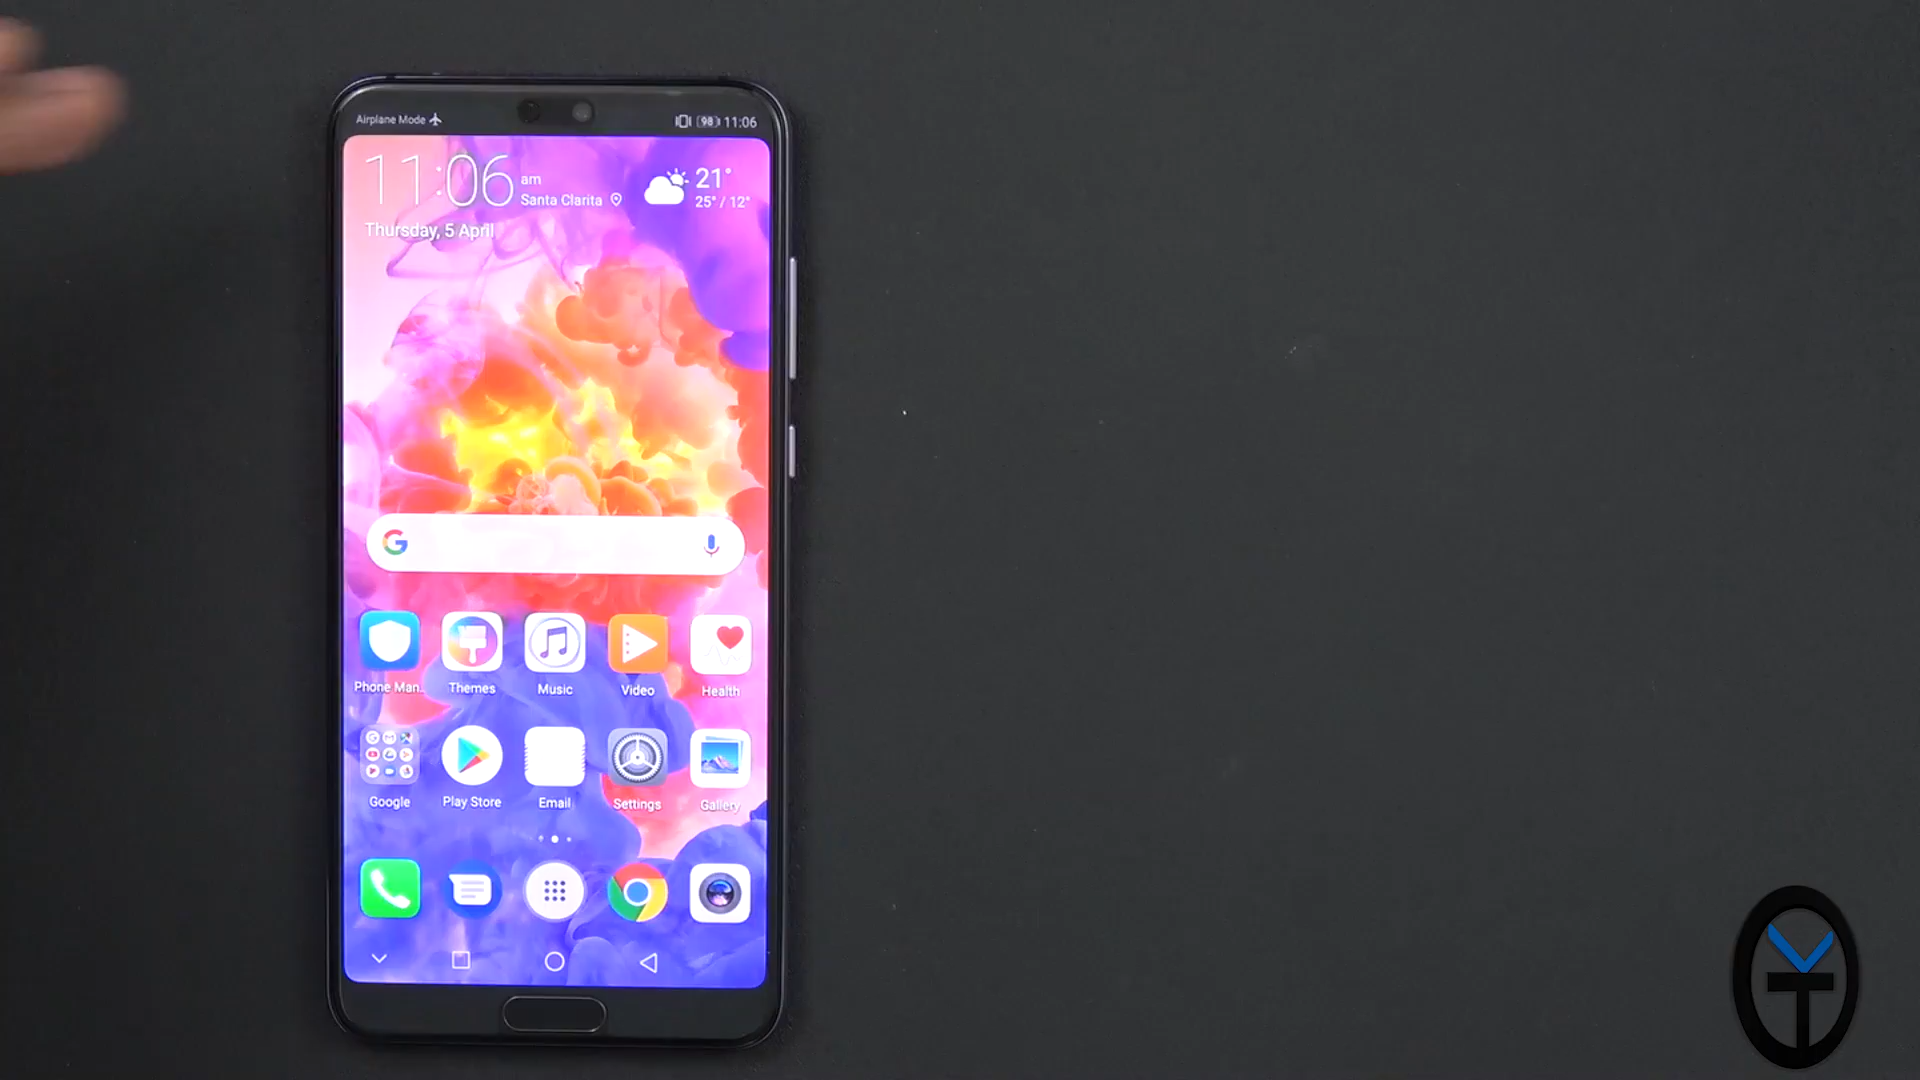 Airplane Mode
98 11:06
11:06 am
Santa Clarita
21°
25° / 12°
Thursday, 5 April
Phone Man..
Themes
Music
Video
Health
Google
Play Store
Email
Settings
Gallery